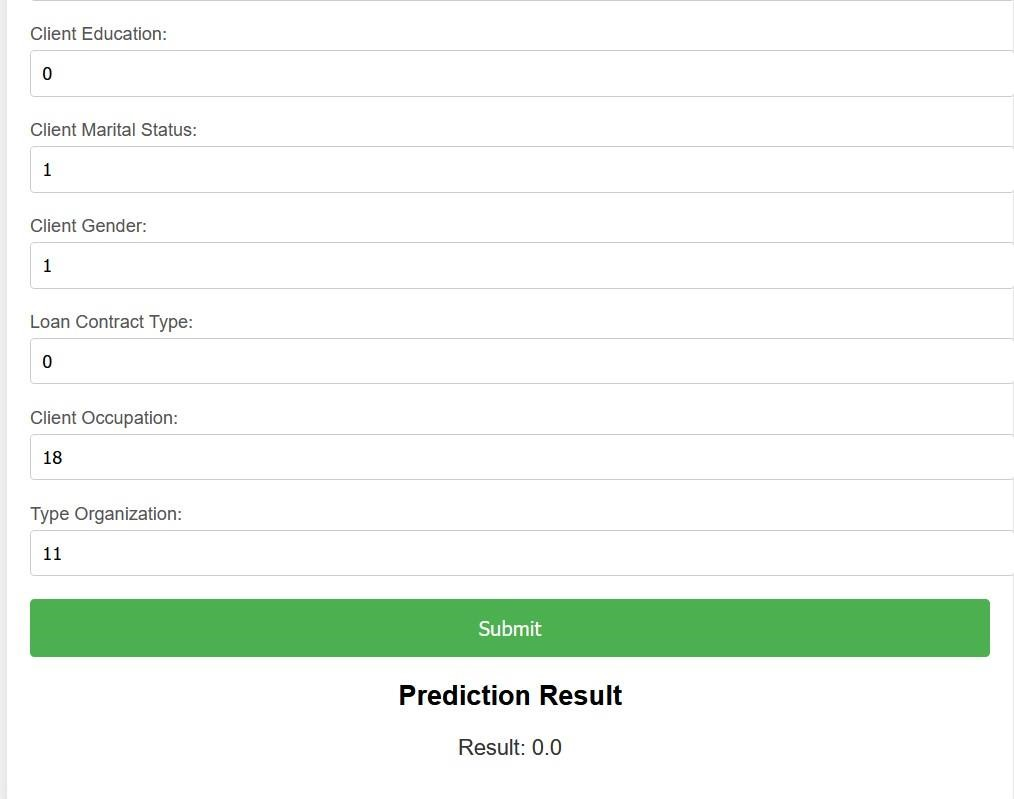 Client Education:
0
Client Marital Status:
1
Client Gender:
1
Loan Contract Type:
0
Client Occupation:
18
Type Organization:
11
Submit
Prediction Result
Result: 0.0